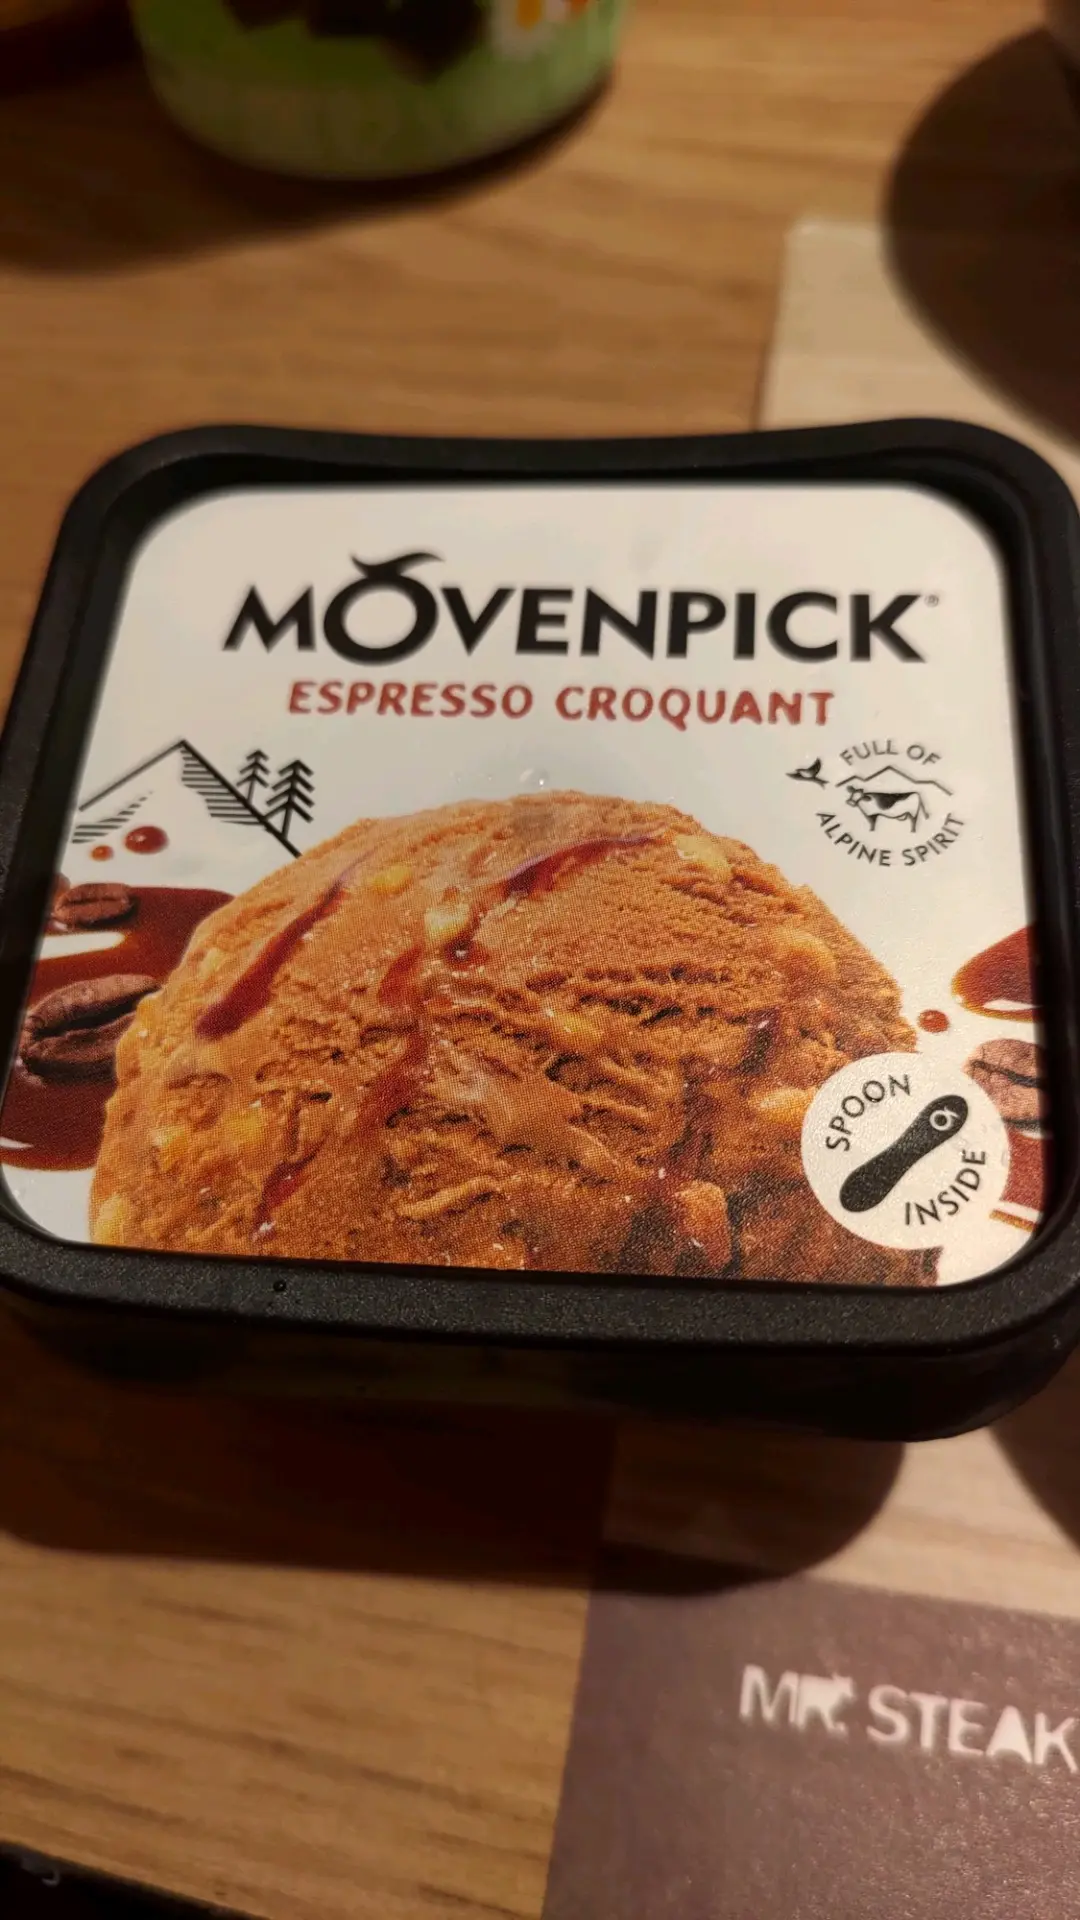 MÖVENPICK®
ESPRESSO CROQUANT
FULL OF
ALPINE SPIRIT
SPOON
INSIDE
MR. STEAK